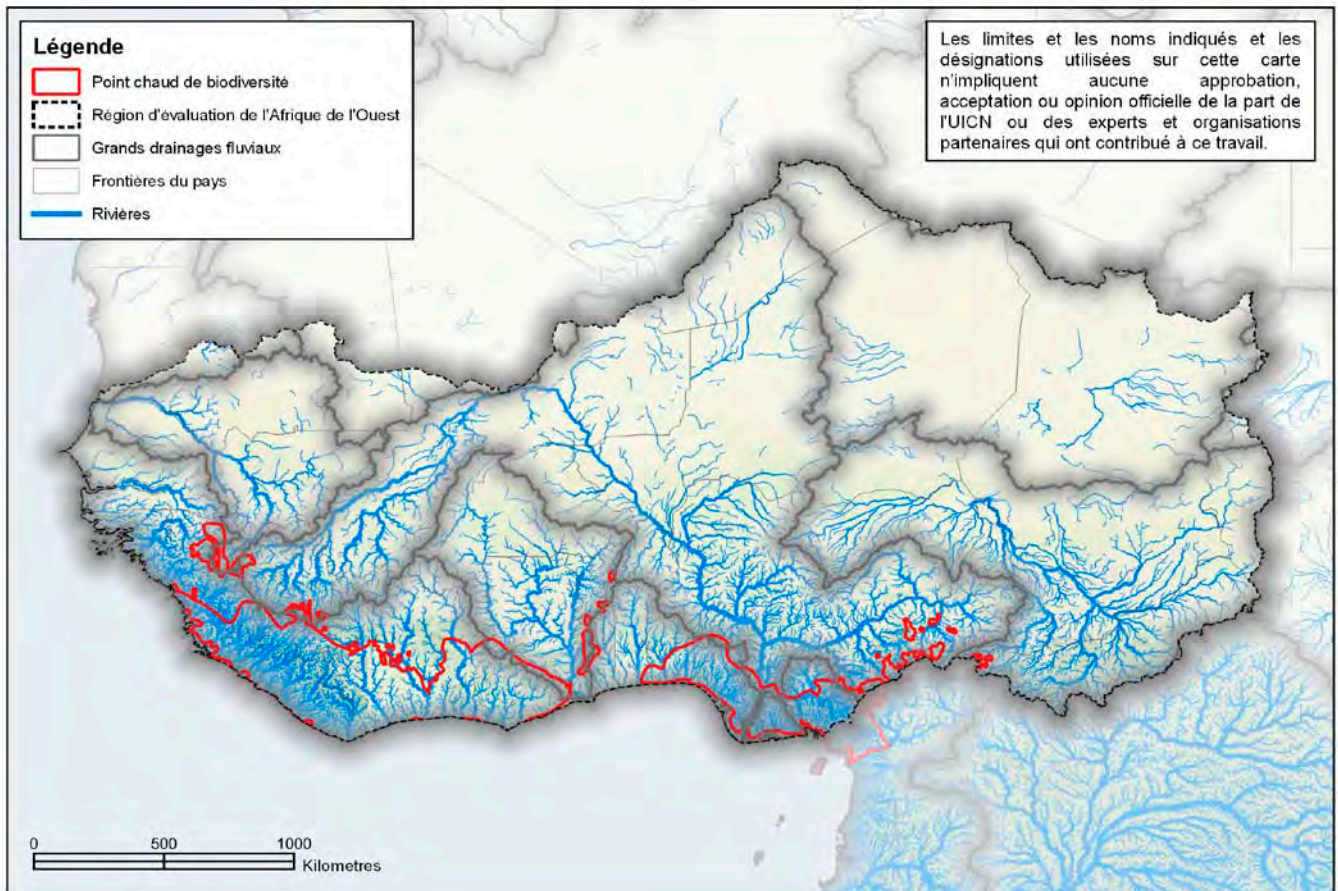 Légende
Point chaud de biodiversité
Région d'évaluation de l'Afrique de l'Ouest
Grands drainages fluviaux
Frontières du pays
Rivières
Les limites et les noms indiqués et les
désignations utilisées sur cette carte
n'impliquent aucune approbation,
acceptation ou opinion officielle de la part de
l'UICN ou des experts et organisations
partenaires qui ont contribué à ce travail.
0 500 1000
Kilometres